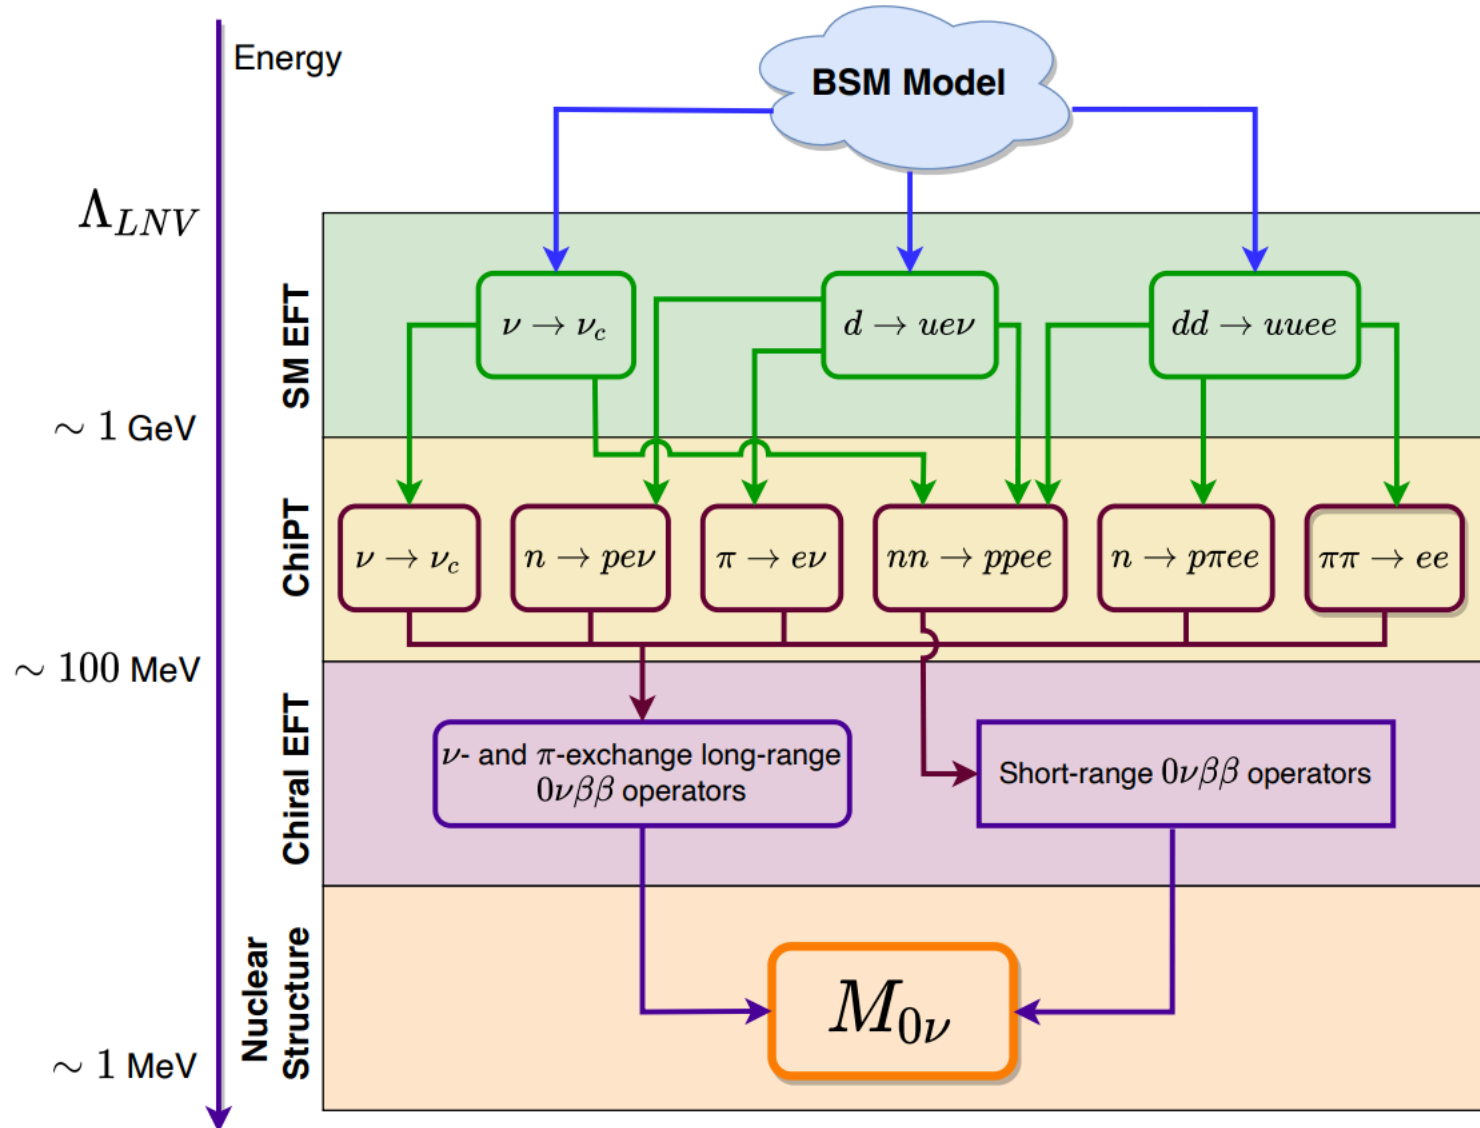 Energy
BSM Model
Λ_LNV
SM EFT
ν → ν_c
d → ueν
dd → uuee
∼ 1 GeV
ChiPT
ν → ν_c
n → peν
π → eν
nn → ppee
n → pπee
ππ → ee
∼ 100 MeV
Chiral EFT
ν- and π-exchange long-range
0νββ operators
Short-range 0νββ operators
Nuclear
Structure
M_0ν
∼ 1 MeV